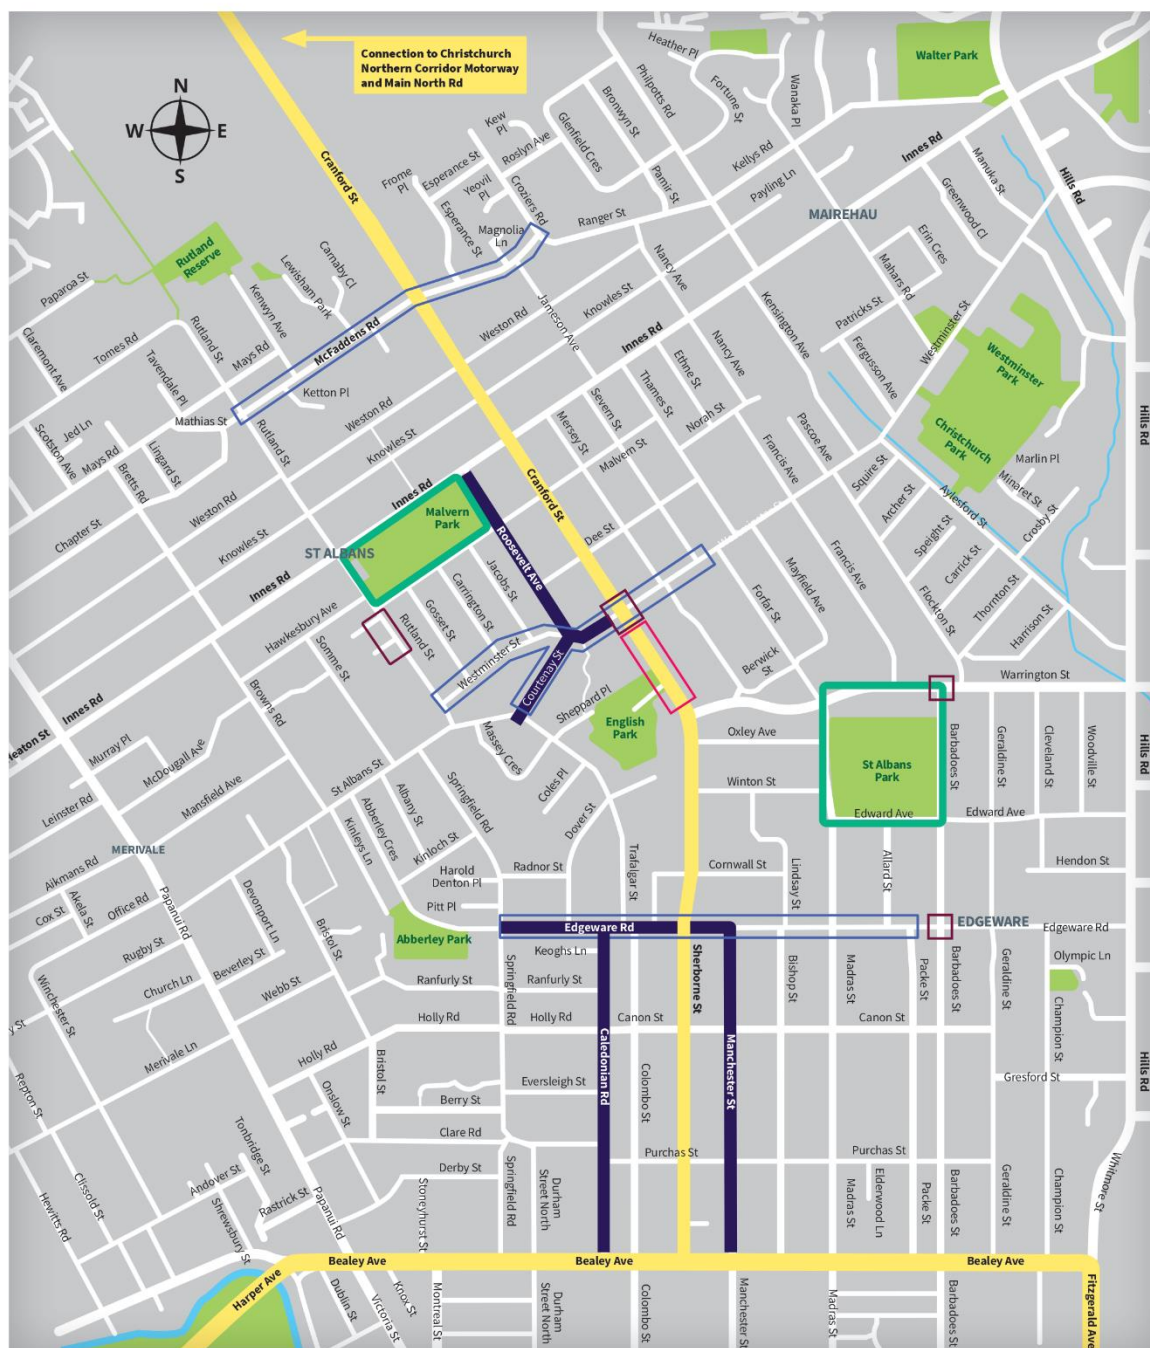 Connection to Christchurch
Northern Corridor Motorway
and Main North Rd
N
W
E
S
Heather Pl
Walter Park
Philpotts Rd
Fortune St
Wanaka Pl
Bronwyn St
Kew
Pl
Glenfield Cres
Roslyn Ave
Esperance St
Cranford St
Frome
Pl
Yeovil
Pl
Croziers Rd
Pamir St
Kellys Rd
Payling Ln
Innes Rd
Manuka St
Hills Rd
Greenwood Cl
Ranger St
MAIREHAU
Esperance St
Magnolia
Ln
Erin Cres
Rutland
Reserve
Carnaby Cl
Lewisham Park
Nancy Ave
Mahars Rd
Paparoa St
Kenwyn Ave
Knowles St
Jameson Ave
Kensington Ave
Patricks St
Westminster St
Weston Rd
Claremont Ave
Tomes Rd
Rutland St
McFaddens Rd
Innes Rd
Nancy Ave
Fergusson Ave
Westminster
Park
Mays Rd
Tavendale Pl
Ethne St
Thames St
Ketton Pl
Severn St
Norah St
Mathias St
Weston Rd
Mersey St
Christchurch
Park
Hills Rd
Jed Ln
Scotston Ave
Mays Rd
Lingard St
Bretts Rd
Rutland St
Knowles St
Malvern St
Francis Ave
Pascoe Ave
Squire St
Marlin Pl
Minaret St
Archer St
Aylesford St
Crosby St
Cranford St
Innes Rd
Malvern
Park
Weston Rd
Chapter St
Knowles St
Dee St
Speight St
ST ALBANS
Roosevelt Ave
Carrick St
Innes Rd
Jacobs St
Carrington St
Gosset St
Forfar St
Mayfield Ave
Francis Ave
Flockton St
Thornton St
Harrison St
Hawkesbury Ave
Rutland St
Somme St
Westminster St
Courtenay St
Berwick
St
Warrington St
Browns Rd
Innes Rd
Heaton St
Sheppard Pl
English
Park
Murray Pl
McDougall Ave
Massey Cres
Oxley Ave
Barbadoes St
Geraldine St
Cleveland St
Woodville St
Hills Rd
St Albans St
Mansfield Ave
Leinster Rd
Springfield Rd
Coles Pl
Winton St
St Albans
Park
Albany St
Abberley Cres
Kinleys Ln
Dover St
Edward Ave
Edward Ave
MERIVALE
Kinloch St
Trafalgar St
Aikmans Rd
Harold
Denton Pl
Radnor St
Cornwall St
Lindsay St
Allard St
Hendon St
Akela St
Cox St
Office Rd
Papanui Rd
Devonport Ln
Pitt Pl
Bristol St
Abberley Park
Edgeware Rd
EDGEWARE
Edgeware Rd
Rugby St
Beverley St
Keoghs Ln
Olympic Ln
Church Ln
Webb St
Ranfurly St
Springfield Rd
Ranfurly St
Sherborne St
Bishop St
Madras St
Packe St
Barbadoes St
Geraldine St
Winchester St
Holly Rd
Holly Rd
Canon St
Canon St
Champion St
Merivale Ln
Holly Rd
Bristol St
Caledonian Rd
Colombo St
Manchester St
Hills Rd
Repton St
Eversleigh St
Gresford St
Onslow St
Berry St
Clare Rd
Tonbridge St
Purchas St
Purchas St
Andover St
Derby St
Whitmore St
Clissold St
Rastrick St
Papanui Rd
Stoneyhurst St
Springfield Rd
Durham
Street North
Madras St
Elderwood Ln
Packe St
Barbadoes St
Geraldine St
Champion St
Hewitts Rd
Shrewsbury St
Bealey Ave
Bealey Ave
Bealey Ave
Harper Ave
Dublin St
Victoria St
Knox St
Montreal St
Durham
Street North
Colombo St
Manchester St
Madras St
Barbadoes St
Fitzgerald Ave